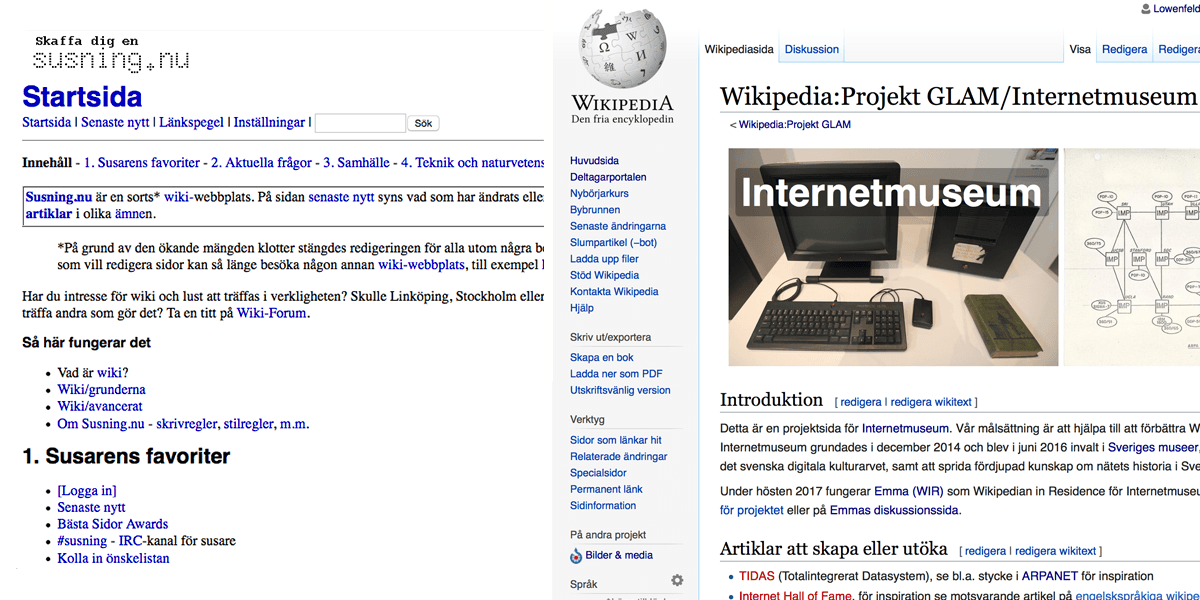 Skaffa dig en
susning.nu
Startsida
Startsida | Senaste nytt | Länkspegel | Inställningar |
Sök
Innehåll - 1. Susarens favoriter - 2. Aktuella frågor - 3. Samhälle - 4. Teknik och naturvetens
Susning.nu är en sorts* wiki-webbplats. På sidan senaste nytt syns vad som har ändrats elle
artiklar i olika ämnen.
*På grund av den ökande mängden klotter stängdes redigeringen för alla utom några
som vill redigera sidor kan så länge besöka någon annan wiki-webbplats, till exempel
Har du intresse för wiki och lust att träffas i verkligheten? Skulle Linköping, Stockholm eller
träffa andra som gör det? Ta en titt på Wiki-Forum.
Så här fungerar det
Vad är wiki?
Wiki/grunderna
Wiki/avancerat
Om Susning.nu - skrivregler, stilregler, m.m.
1. Susarens favoriter
[Logga in]
Senaste nytt
Bästa Sidor Awards
#susning - IRC-kanal för susare
Kolla in önskelistan
WIKIPEDIA
Den fria encyklopedin
Huvudsida
Deltagarportalen
Nybörjarkurs
Bybrunnen
Senaste ändringarna
Slumpartikel (–bot)
Ladda upp filer
Stöd Wikipedia
Kontakta Wikipedia
Hjälp
Skriv ut/exportera
Skapa en bok
Ladda ner som PDF
Utskriftsvänlig version
Verktyg
Sidor som länkar hit
Relaterade ändringar
Specialsidor
Permanent länk
Sidinformation
På andra projekt
Bilder & media
Språk
Lowenfeld
Wikipediasida Diskussion Visa Redigera Redigera
Wikipedia:Projekt GLAM/Internetmuseum
< Wikipedia:Projekt GLAM
Internetmuseum
Introduktion [ redigera | redigera wikitext ]
Detta är en projektsida för Internetmuseum. Vår målsättning är att hjälpa till att förbättra W
Internetmuseum grundades i december 2014 och blev i juni 2016 invalt i Sveriges museer,
det svenska digitala kulturarvet, samt att sprida fördjupad kunskap om nätets historia i Sve
Under hösten 2017 fungerar Emma (WIR) som Wikipedian in Residence för Internetmuseu
för projektet eller på Emmas diskussionssida.
Artiklar att skapa eller utöka [ redigera | redigera wikitext ]
TIDAS (Totalintegrerat Datasystem), se bl.a. stycke i ARPANET för inspiration
Internet Hall of Fame, för inspiration se motsvarande artikel på engelskspråkiga wikipe